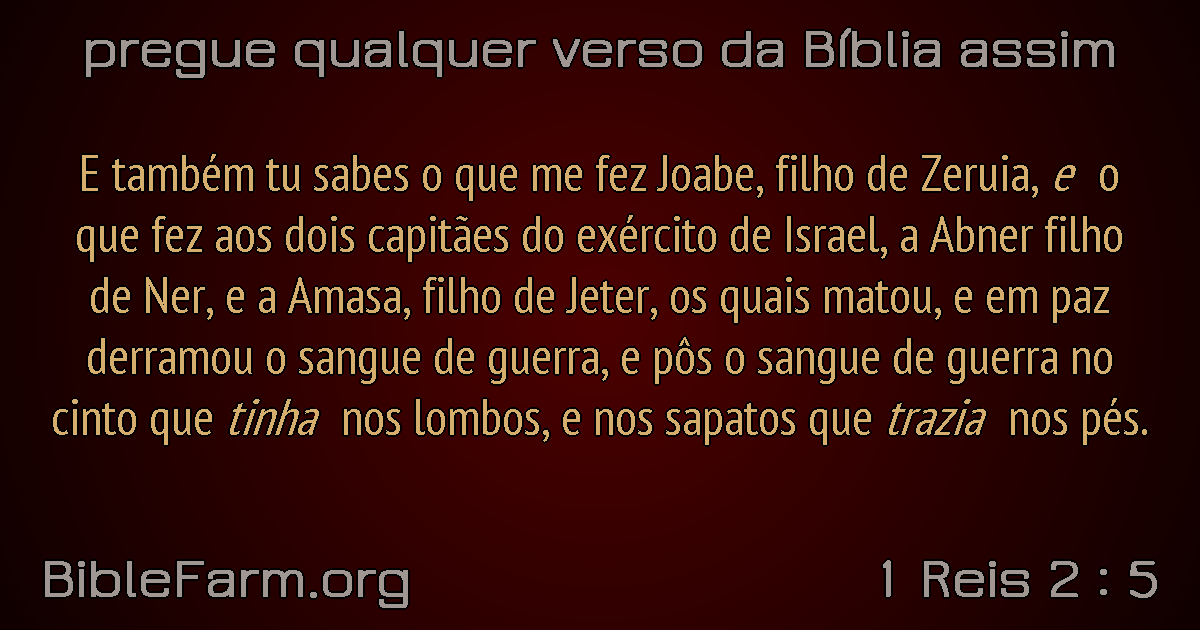 pregue qualquer verso da Bíblia assim
E também tu sabes o que me fez Joabe, filho de Zeruia, e o
que fez aos dois capitães do exército de Israel, a Abner filho
de Ner, e a Amasa, filho de Jeter, os quais matou, e em paz
derramou o sangue de guerra, e pôs o sangue de guerra no
cinto que tinha nos lombos, e nos sapatos que trazia nos pés.
BibleFarm.org
1 Reis 2 : 5